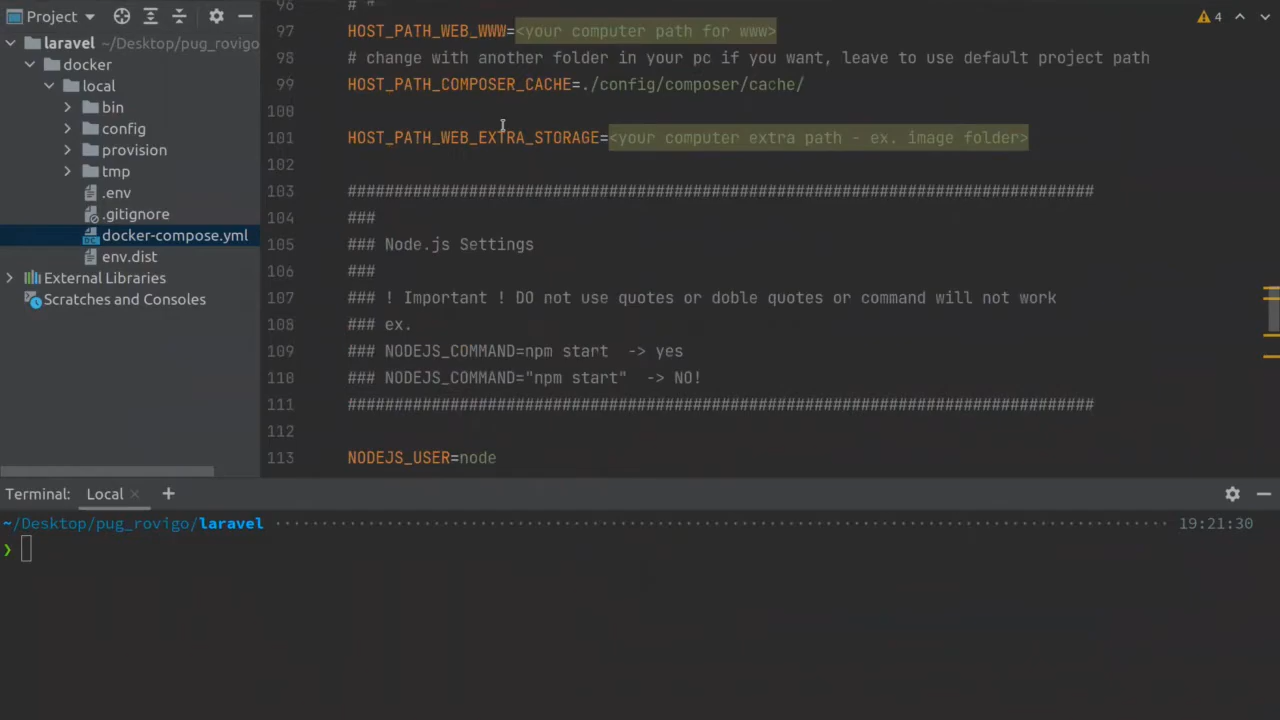 Project
laravel ~/Desktop/pug_rovigo
docker
local
bin
config
provision
tmp
.env
.gitignore
docker-compose.yml
env.dist
External Libraries
Scratches and Consoles
4
96 # "
97 HOST_PATH_WEB_WWW=<your computer path for www>
98 # change with another folder in your pc if you want, leave to use default project path
99 HOST_PATH_COMPOSER_CACHE=./config/composer/cache/
100
101 HOST_PATH_WEB_EXTRA_STORAGE=<your computer extra path - ex. image folder>
102
103 ################################################################################
104 ###
105 ### Node.js Settings
106 ###
107 ### ! Important ! DO not use quotes or doble quotes or command will not work
108 ### ex.
109 ### NODEJS_COMMAND=npm start -> yes
110 ### NODEJS_COMMAND="npm start" -> NO!
111 ################################################################################
112
113 NODEJS_USER=node
Terminal: Local
~/Desktop/pug_rovigo/laravel 19:21:30
❯